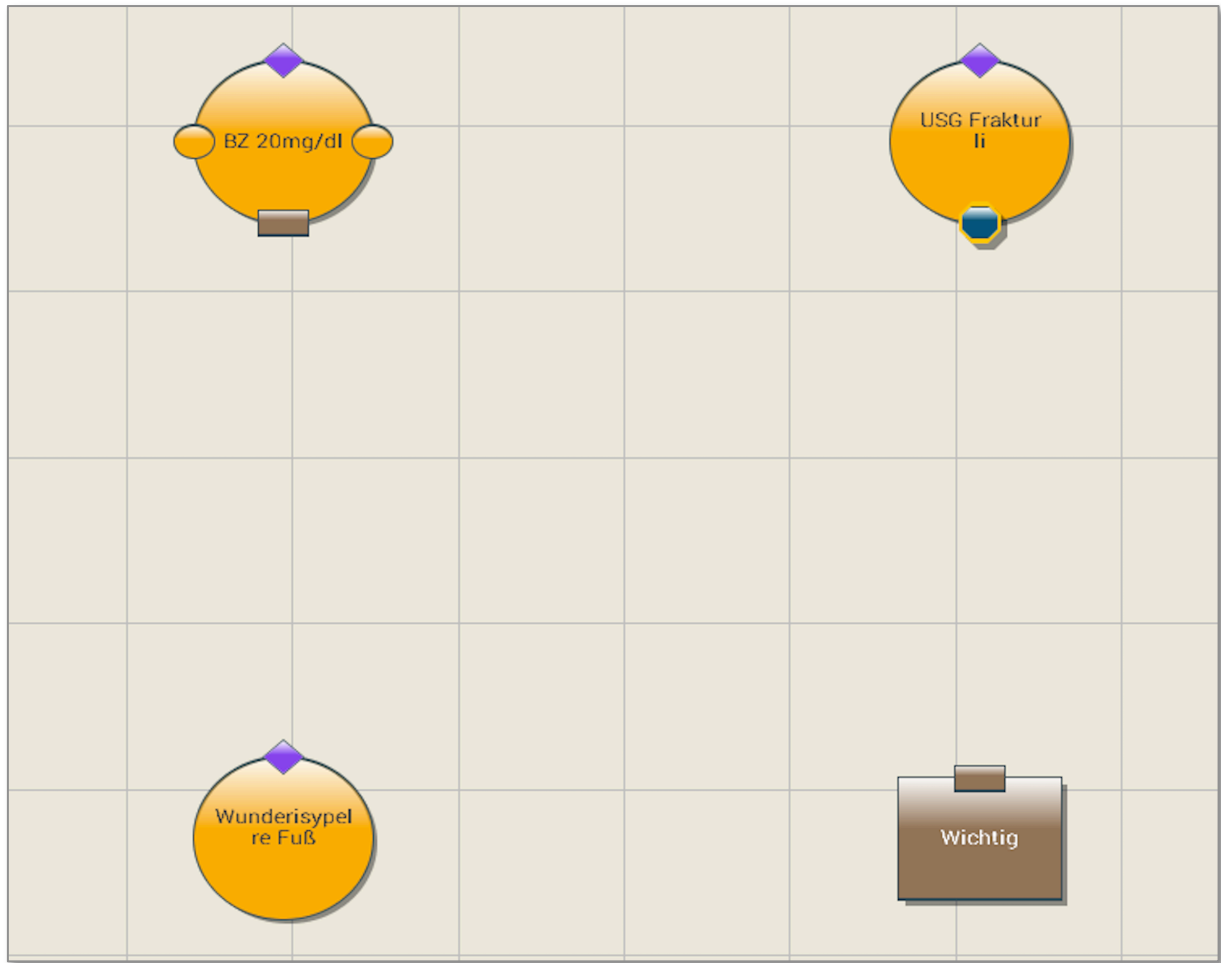 BZ 20mg/dl
USG Fraktur
li
Wunderisypel
re Fuß
Wichtig